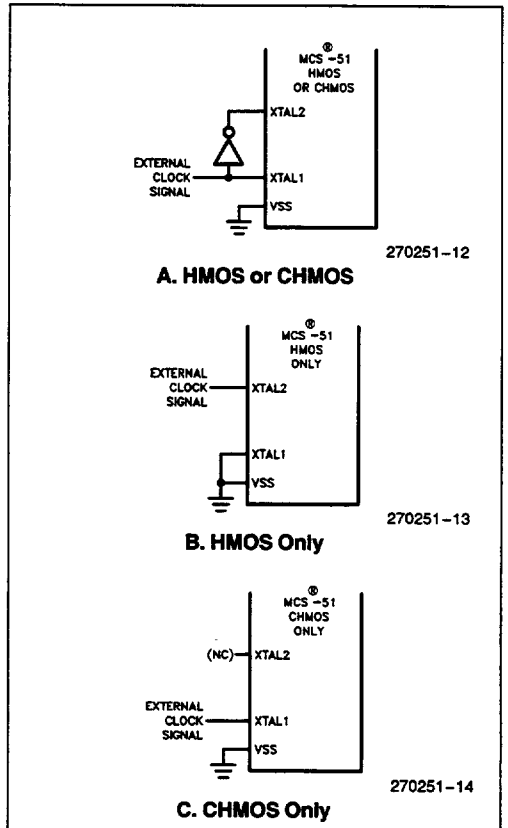 ®
MCS-51
HMOS
OR CHMOS
XTAL2
EXTERNAL
CLOCK
SIGNAL
XTAL1
VSS
270251-12
A. HMOS or CHMOS
®
MCS-51
HMOS
ONLY
EXTERNAL
CLOCK
SIGNAL
XTAL2
XTAL1
VSS
270251-13
B. HMOS Only
®
MCS-51
CHMOS
ONLY
(NC)
XTAL2
EXTERNAL
CLOCK
SIGNAL
XTAL1
VSS
270251-14
C. CHMOS Only